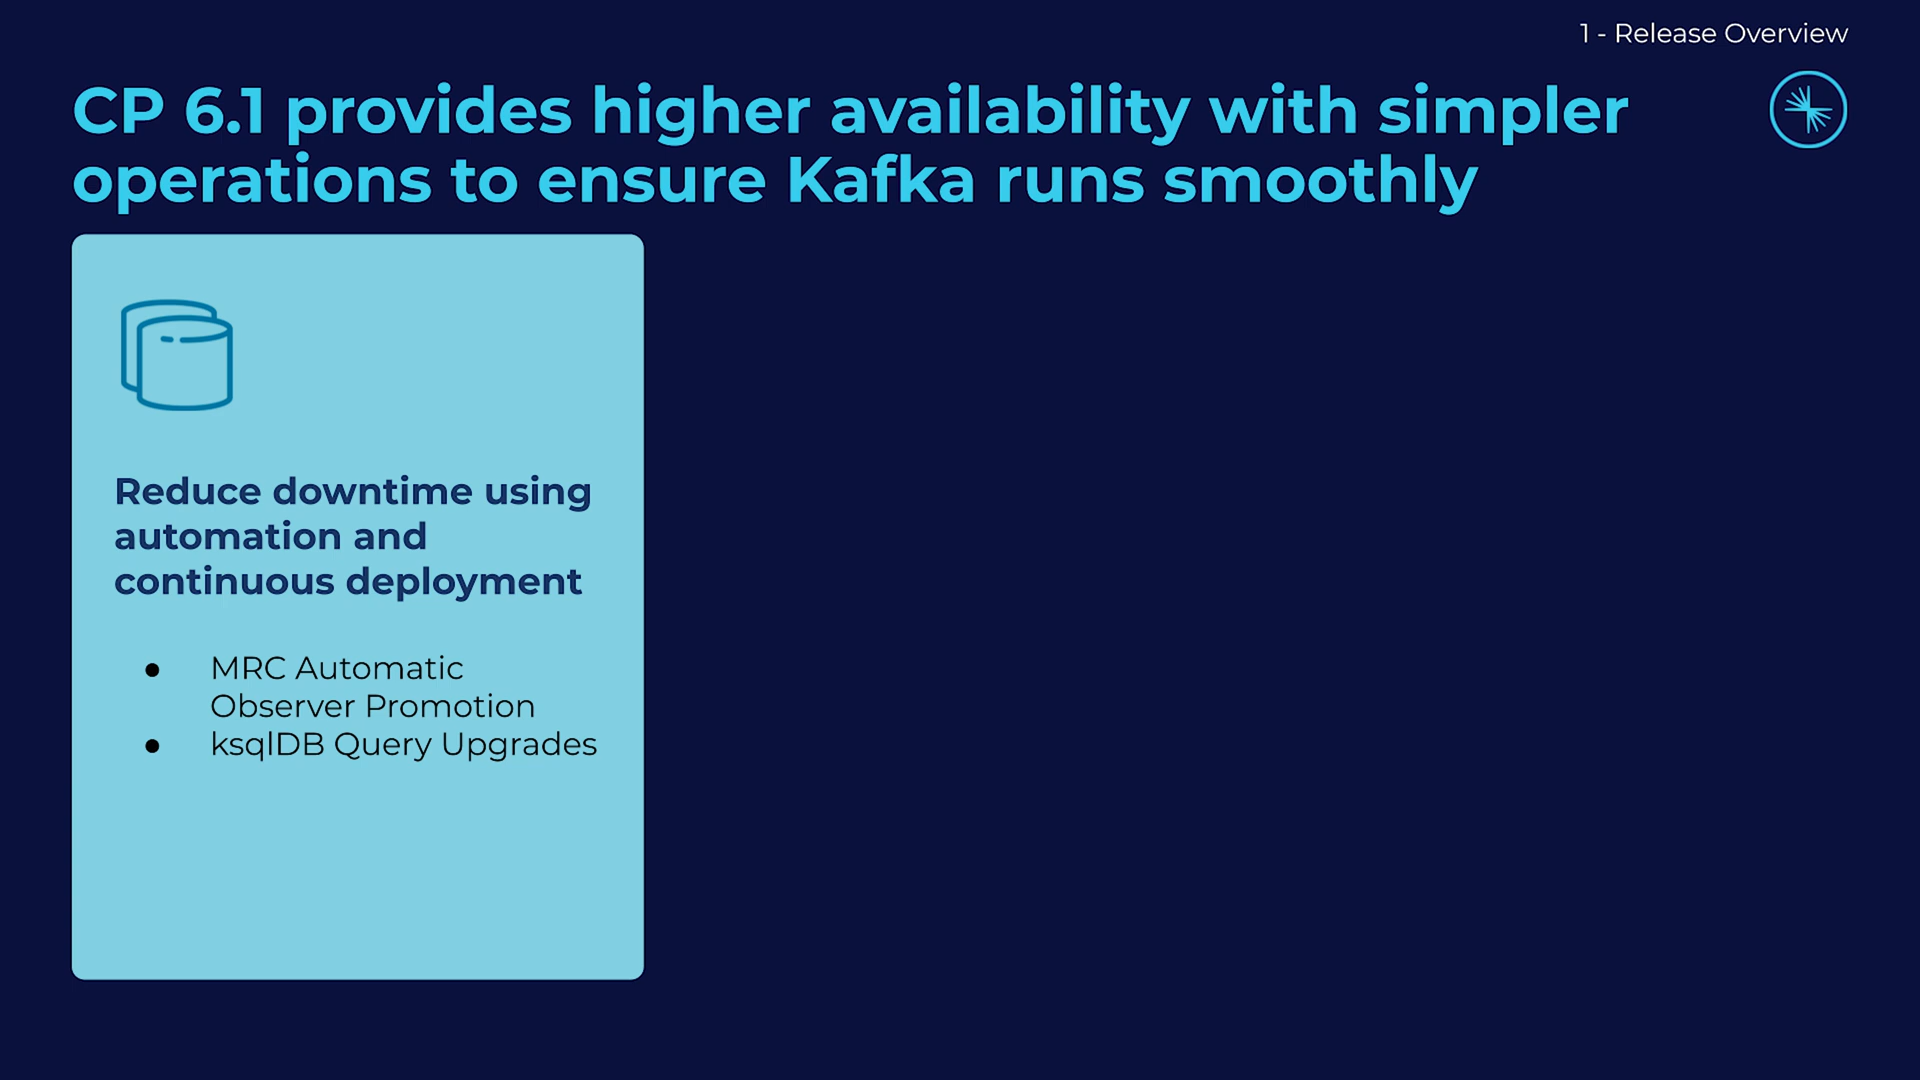 1 - Release Overview
CP 6.1 provides higher availability with simpler
operations to ensure Kafka runs smoothly
Reduce downtime using
automation and
continuous deployment
● MRC Automatic
Observer Promotion
● ksqlDB Query Upgrades